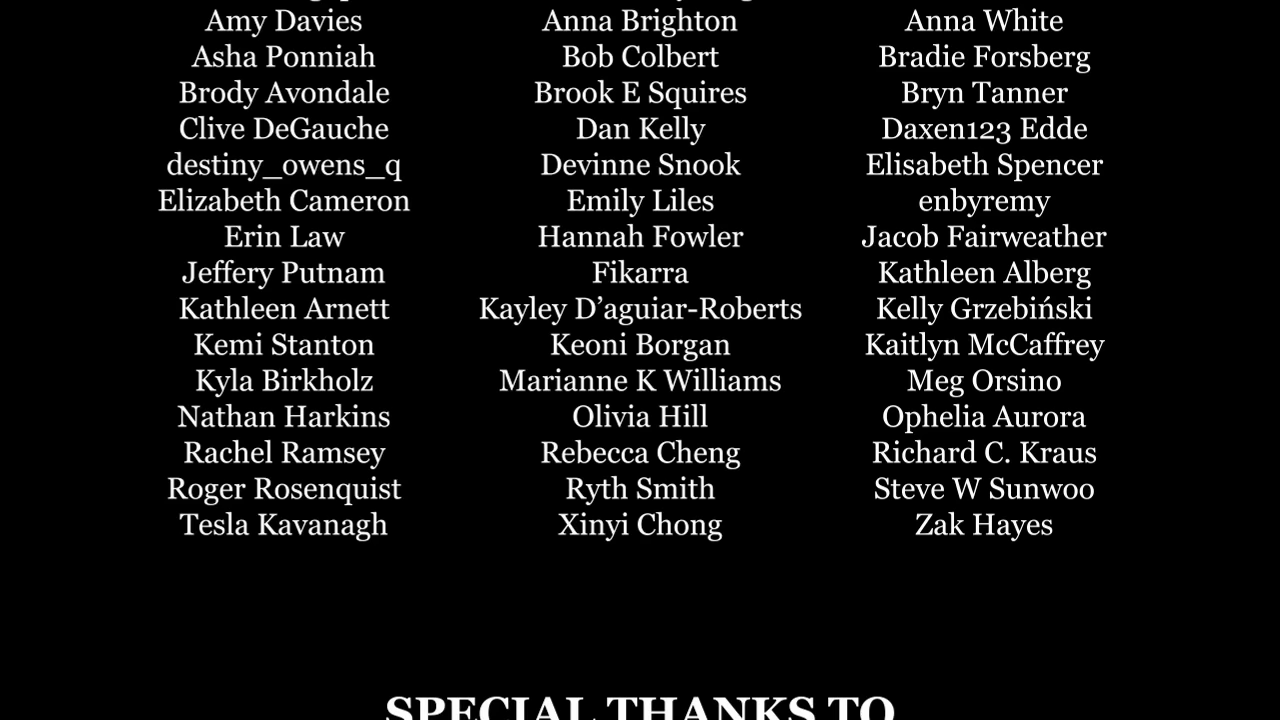 Amy Davies Anna Brighton Anna White
Asha Ponniah Bob Colbert Bradie Forsberg
Brody Avondale Brook E Squires Bryn Tanner
Clive DeGauche Dan Kelly Daxen123 Edde
destiny_owens_q Devinne Snook Elisabeth Spencer
Elizabeth Cameron Emily Liles enbyremy
Erin Law Hannah Fowler Jacob Fairweather
Jeffery Putnam Fikarra Kathleen Alberg
Kathleen Arnett Kayley D’aguiar-Roberts Kelly Grzebiński
Kemi Stanton Keoni Borgan Kaitlyn McCaffrey
Kyla Birkholz Marianne K Williams Meg Orsino
Nathan Harkins Olivia Hill Ophelia Aurora
Rachel Ramsey Rebecca Cheng Richard C. Kraus
Roger Rosenquist Ryth Smith Steve W Sunwoo
Tesla Kavanagh Xinyi Chong Zak Hayes
SPECIAL THANKS TO